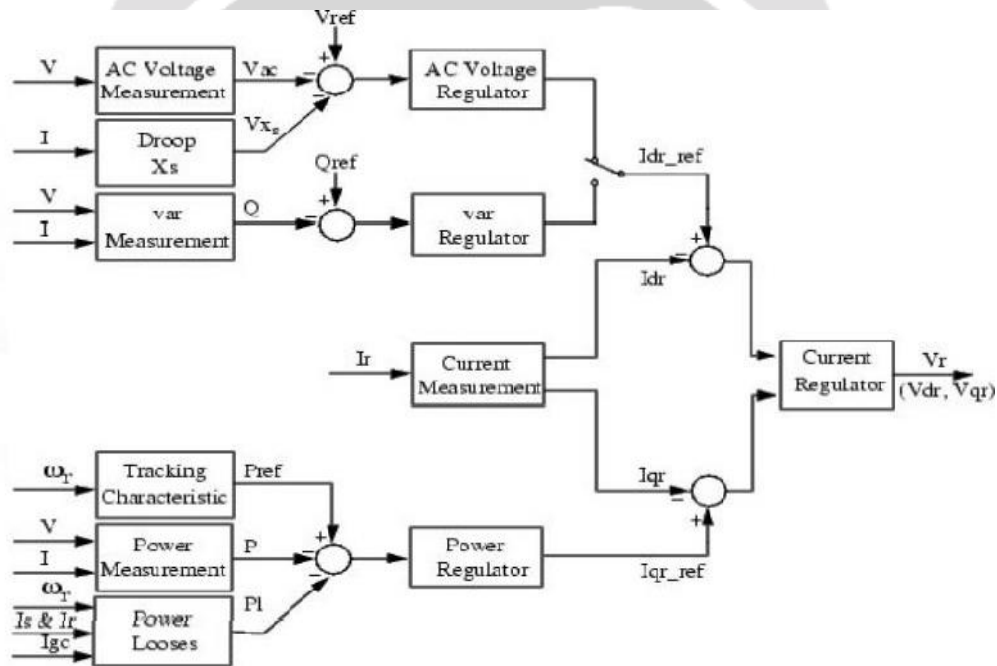 Vref
V
AC Voltage
Measurement
Vac
+
−
−
AC Voltage
Regulator
I
Droop
Xs
Vxs
Idr_ref
Qref
V
I
var
Measurement
Q
+
−
var
Regulator
+
−
Idr
Ir
Current
Measurement
Current
Regulator
Vr
(Vdr, Vqr)
ωr
Tracking
Characteristic
Pref
Iqr
−
+
V
I
Power
Measurement
P
+
−
−
Power
Regulator
Iqr_ref
ωr
Is & Ir
Igc
Power
Looses
Pl